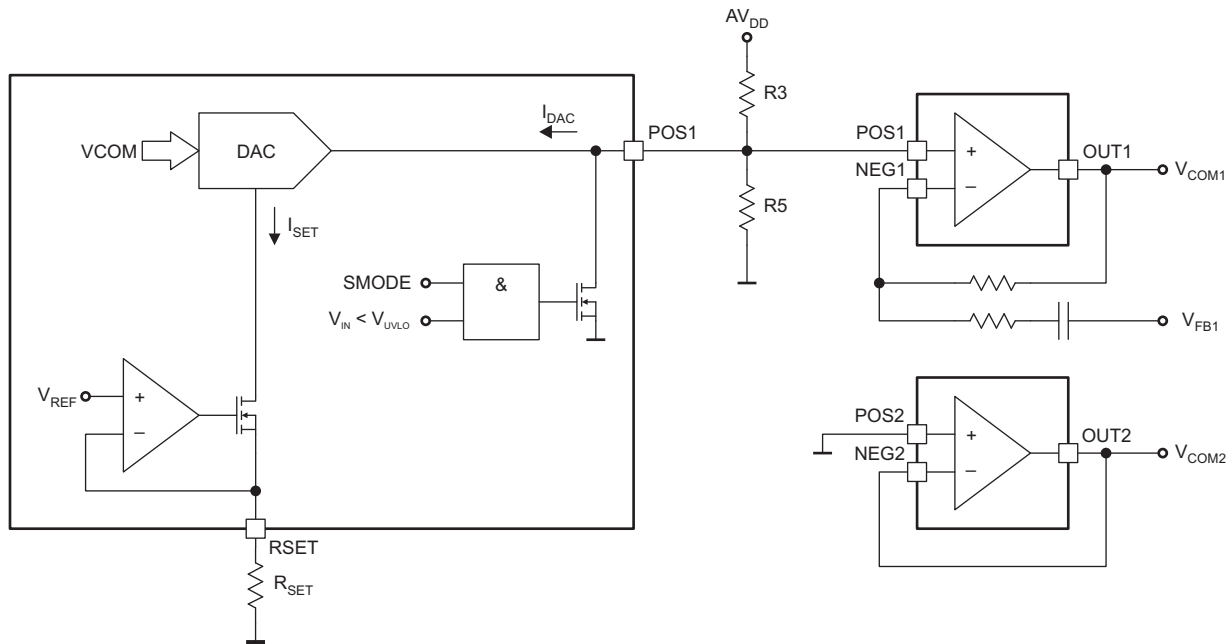 AVDD
R3
IDAC
POS1
POS1
NEG1
+
−
OUT1
VCOM1
VCOM
DAC
ISET
R5
SMODE
VIN < VUVLO
&
VFB1
VREF
+
−
POS2
NEG2
+
−
OUT2
VCOM2
RSET
RSET